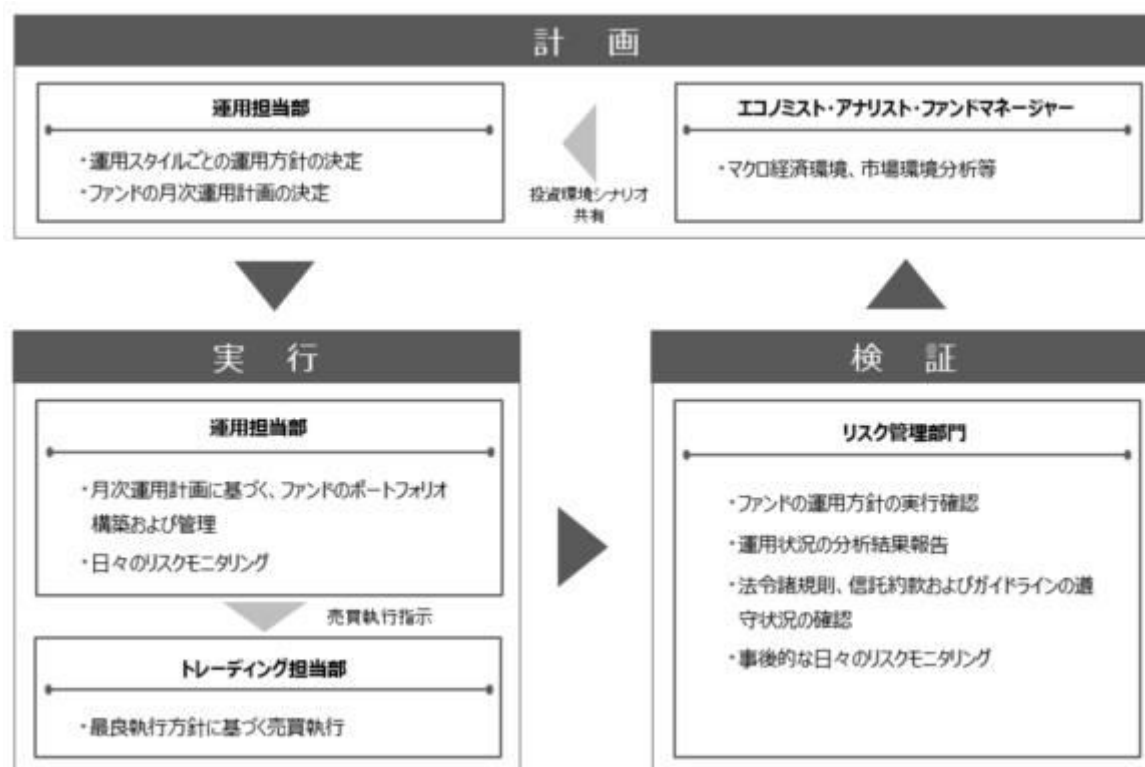 計 画
運用担当部
・運用スタイルごとの運用方針の決定
・ファンドの月次運用計画の決定
投資環境シナリオ
共有
エコノミスト・アナリスト・ファンドマネージャー
・マクロ経済環境、市場環境分析等
実 行
運用担当部
・月次運用計画に基づく、ファンドのポートフォリオ
構築および管理
・日々のリスクモニタリング
売買執行指示
トレーディング担当部
・最良執行方針に基づく売買執行
検 証
リスク管理部門
・ファンドの運用方針の実行確認
・運用状況の分析結果報告
・法令諸規則、信託約款およびガイドラインの遵
守状況の確認
・事後的な日々のリスクモニタリング